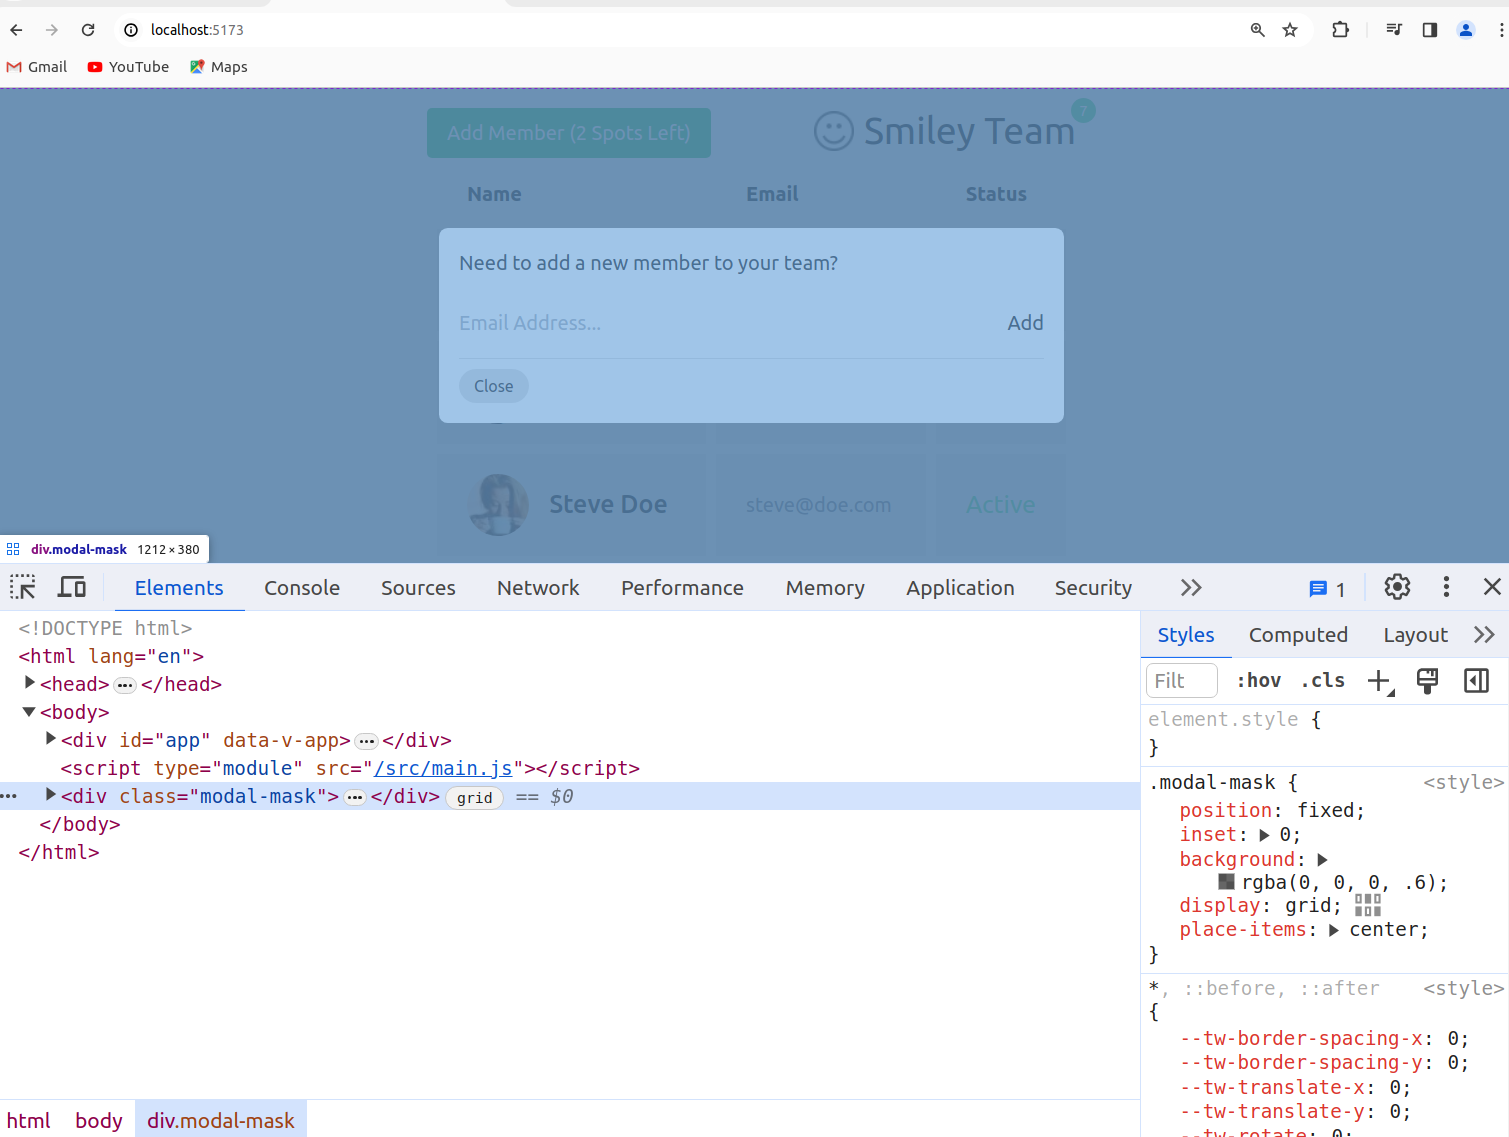 localhost:5173
Gmail YouTube Maps
Add Member (2 Spots Left) Smiley Team 7
Name Email Status
Need to add a new member to your team?
Email Address... Add
Close
Steve Doe steve@doe.com Active
div.modal-mask 1212×380
Elements Console Sources Network Performance Memory Application Security 1
<!DOCTYPE html>
<html lang="en">
<head> ••• </head>
<body>
<div id="app" data-v-app> ••• </div>
<script type="module" src="/src/main.js"></script>
<div class="modal-mask"> ••• </div> grid == $0
</body>
</html>
html body div.modal-mask
Styles Computed Layout
Filt :hov .cls
element.style {
}
.modal-mask { <style>
position: fixed;
inset: 0;
background:
rgba(0, 0, 0, .6);
display: grid;
place-items: center;
}
*, ::before, ::after <style>
{
--tw-border-spacing-x: 0;
--tw-border-spacing-y: 0;
--tw-translate-x: 0;
--tw-translate-y: 0;
--tw-rotate: 0;